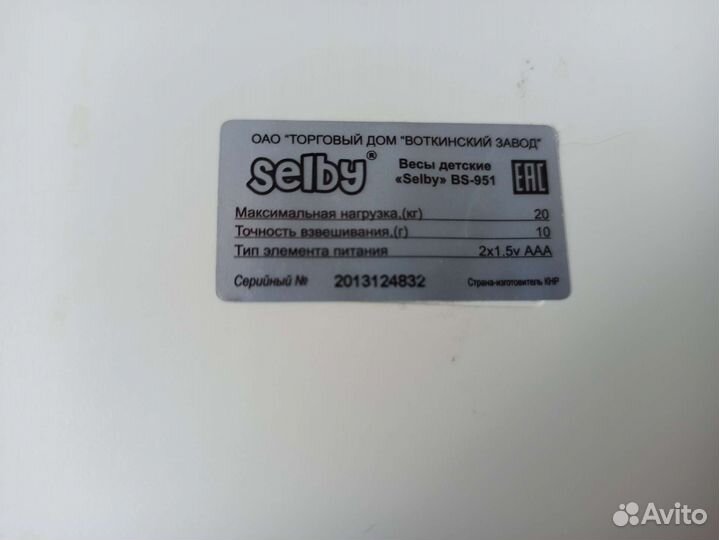 ОАО "ТОРГОВЫЙ ДОМ "ВОТКИНСКИЙ ЗАВОД"
selby®
Весы детские
«Selby» BS-951
EAC
Максимальная нагрузка,(кг) 20
Точность взвешивания,(г) 10
Тип элемента питания 2x1.5v AAA
Серийный № 2013124832
Страна-изготовитель КНР
Avito